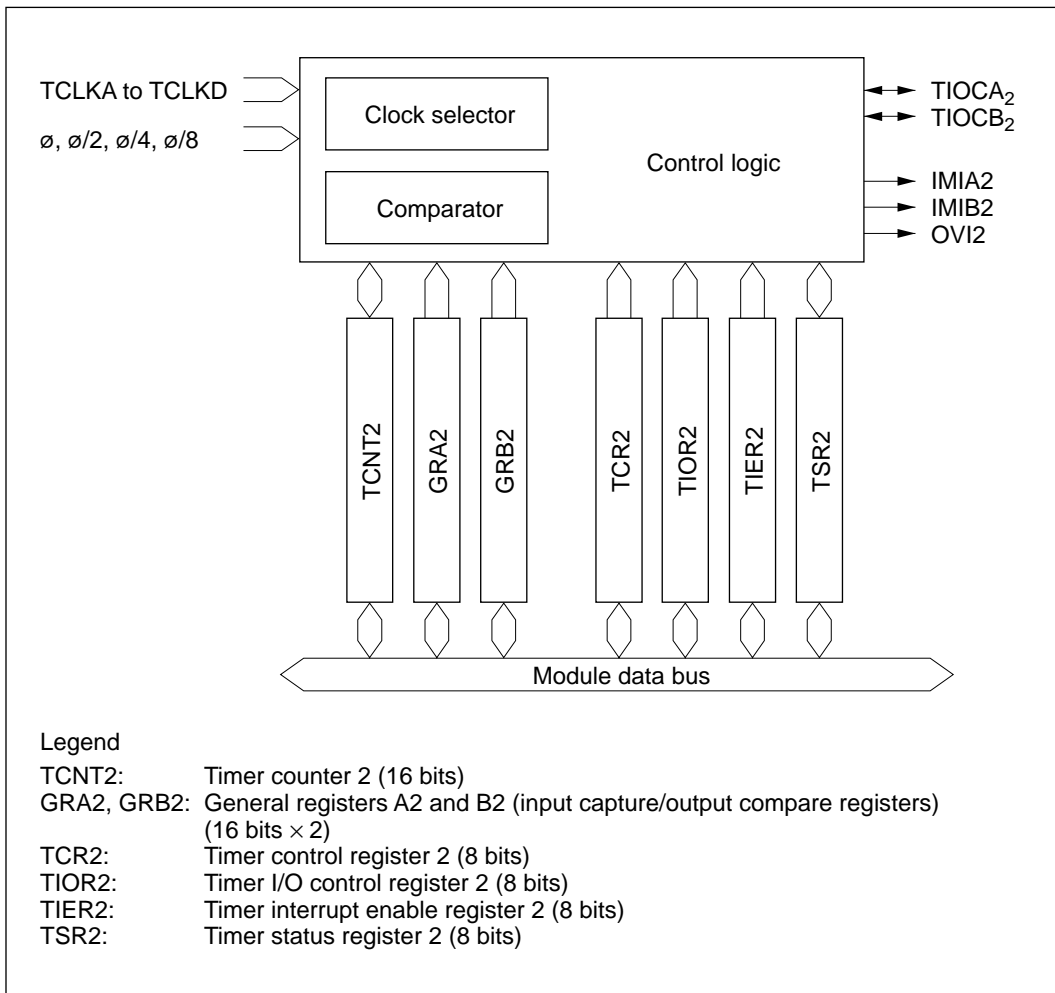 TCLKA to TCLKD
ø, ø/2, ø/4, ø/8
Clock selector
Comparator
Control logic
TIOCA2
TIOCB2
IMIA2
IMIB2
OVI2
TCNT2
GRA2
GRB2
TCR2
TIOR2
TIER2
TSR2
Module data bus
Legend
TCNT2: Timer counter 2 (16 bits)
GRA2, GRB2: General registers A2 and B2 (input capture/output compare registers)
(16 bits × 2)
TCR2: Timer control register 2 (8 bits)
TIOR2: Timer I/O control register 2 (8 bits)
TIER2: Timer interrupt enable register 2 (8 bits)
TSR2: Timer status register 2 (8 bits)